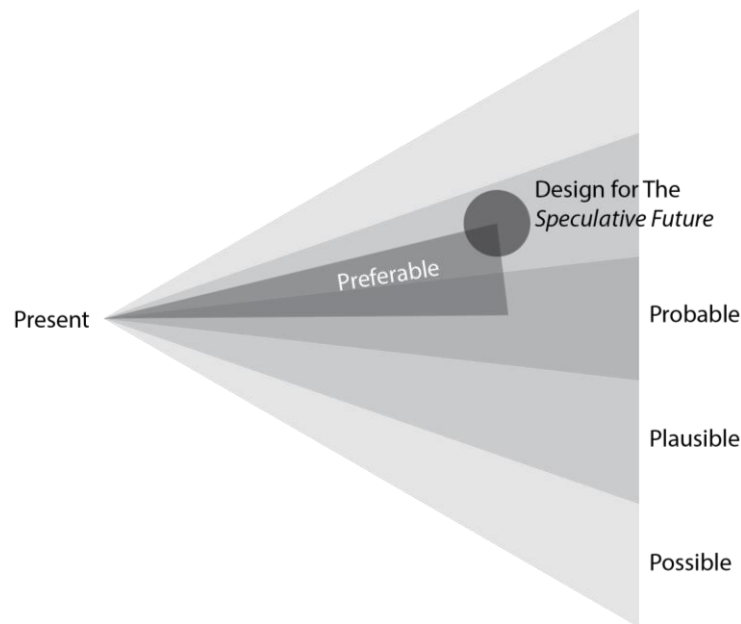 Design for The
Speculative Future
Preferable
Present
Probable
Plausible
Possible